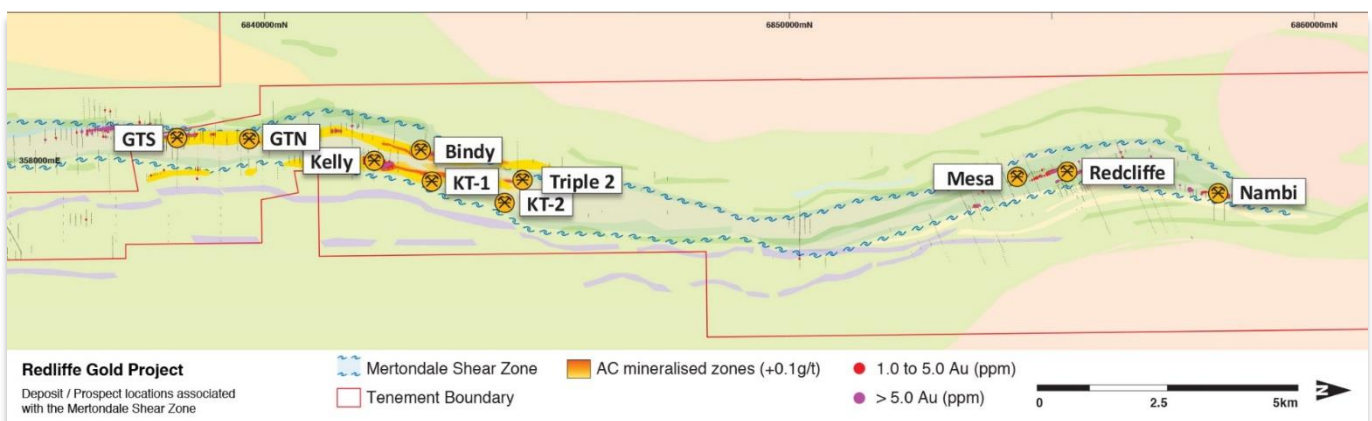 6840000mN
6850000mN
6860000mN
358000mE
GTS
GTN
Kelly
Bindy
KT-1
Triple 2
KT-2
Mesa
Redcliffe
Nambi
Redliffe Gold Project
Deposit / Prospect locations associated
with the Mertondale Shear Zone
Mertondale Shear Zone
Tenement Boundary
AC mineralised zones (+0.1g/t)
1.0 to 5.0 Au (ppm)
> 5.0 Au (ppm)
0 2.5 5km
N